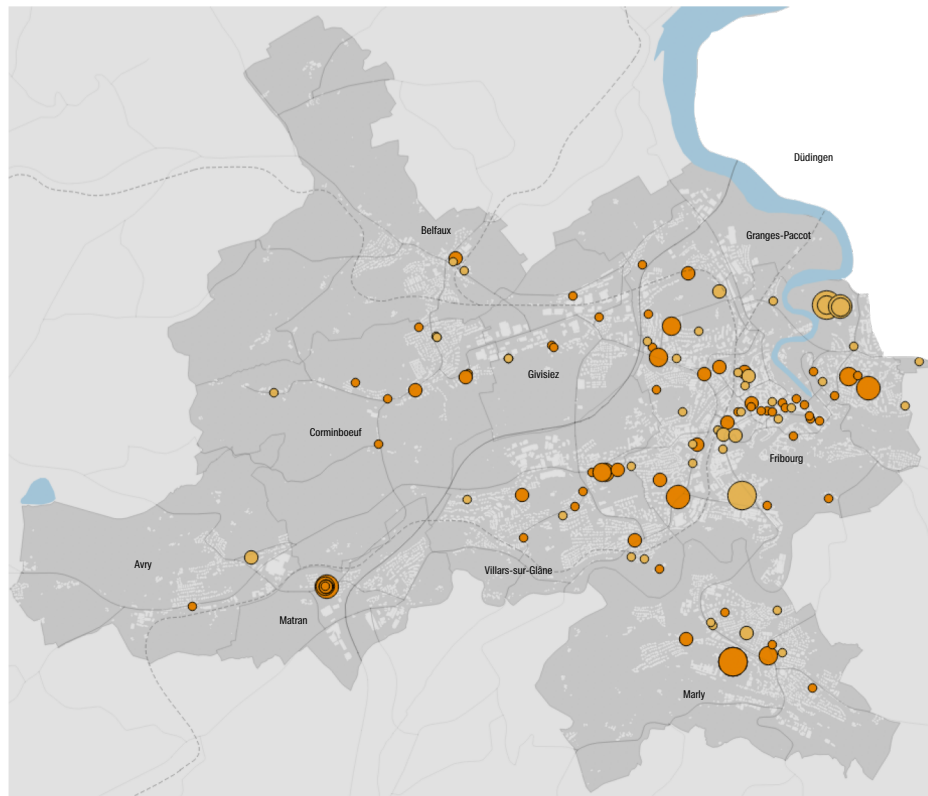 Düdingen
Belfaux
Granges-Paccot
Givisiez
Corminboeuf
Fribourg
Avry
Villars-sur-Glâne
Matran
Marly